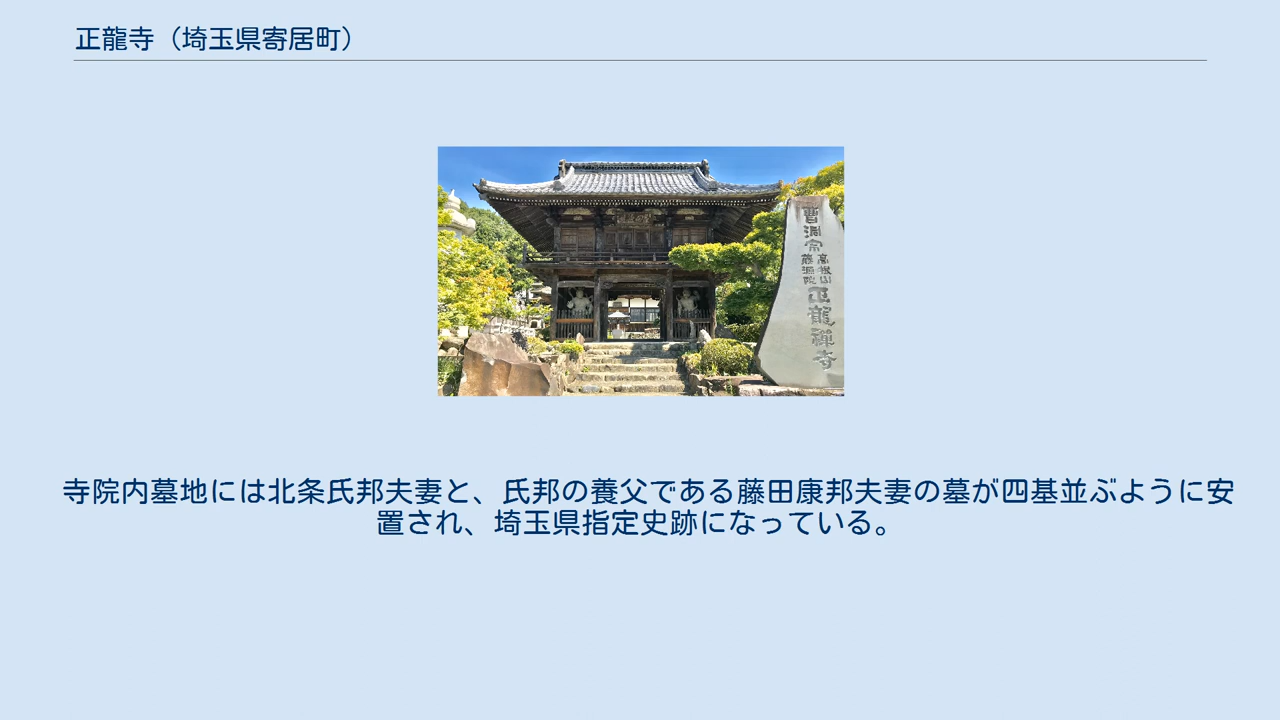 正龍寺（埼玉県寄居町）
曹洞宗
高根山
藤源院
正龍禅寺
寺院内墓地には北条氏邦夫妻と、氏邦の養父である藤田康邦夫妻の墓が四基並ぶように安
置され、埼玉県指定史跡になっている。